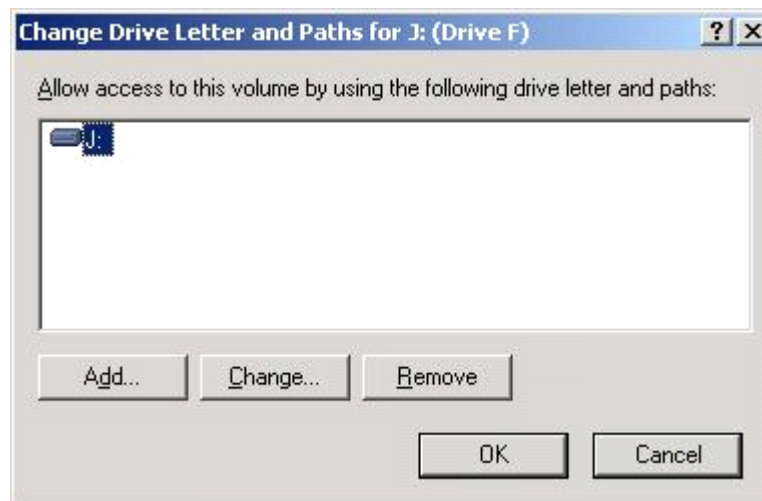 Change Drive Letter and Paths for J: (Drive F)
Allow access to this volume by using the following drive letter and paths:
J:
Add... Change... Remove
OK Cancel